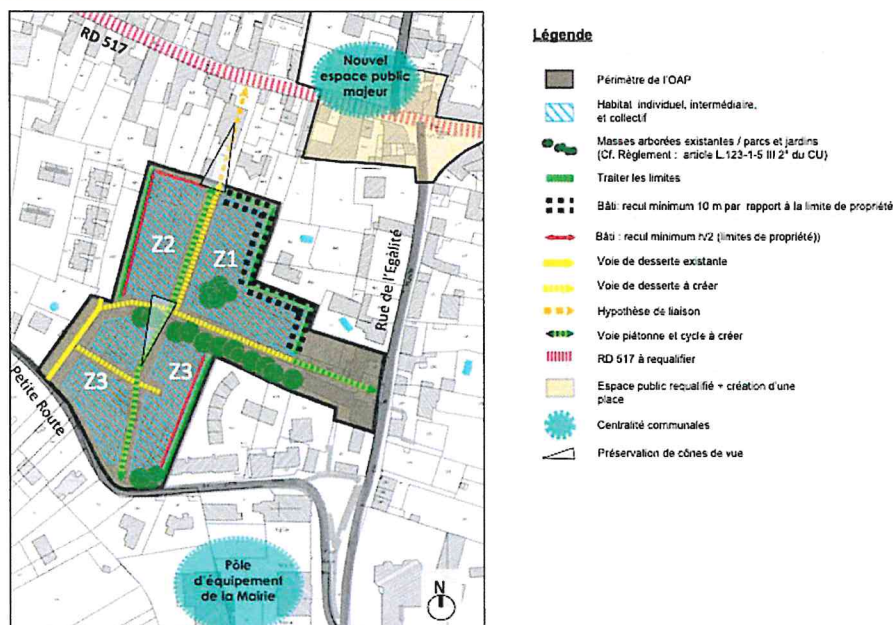 RD 517
Nouvel
espace public
majeur
Z2
Z1
Z3
Z3
Rue de l'Egalité
Petite Route
Pôle
d'équipement
de la Mairie
N
Légende
Périmètre de l'OAP
Habitat individuel, intermédiaire,
et collectif
Masses arborées existantes / parcs et jardins
(Cf. Règlement : article L.123-1-5 III 2° du CU)
Traiter les limites
Bâti: recul minimum 10 m par rapport à la limite de propriété
Bâti : recul minimum h/2 (limites de propriété))
Voie de desserte existante
Voie de desserte à créer
Hypothèse de liaison
Voie piétonne et cycle à créer
RD 517 à requalifier
Espace public requalifié + création d'une
place
Centralité communales
Préservation de cônes de vue